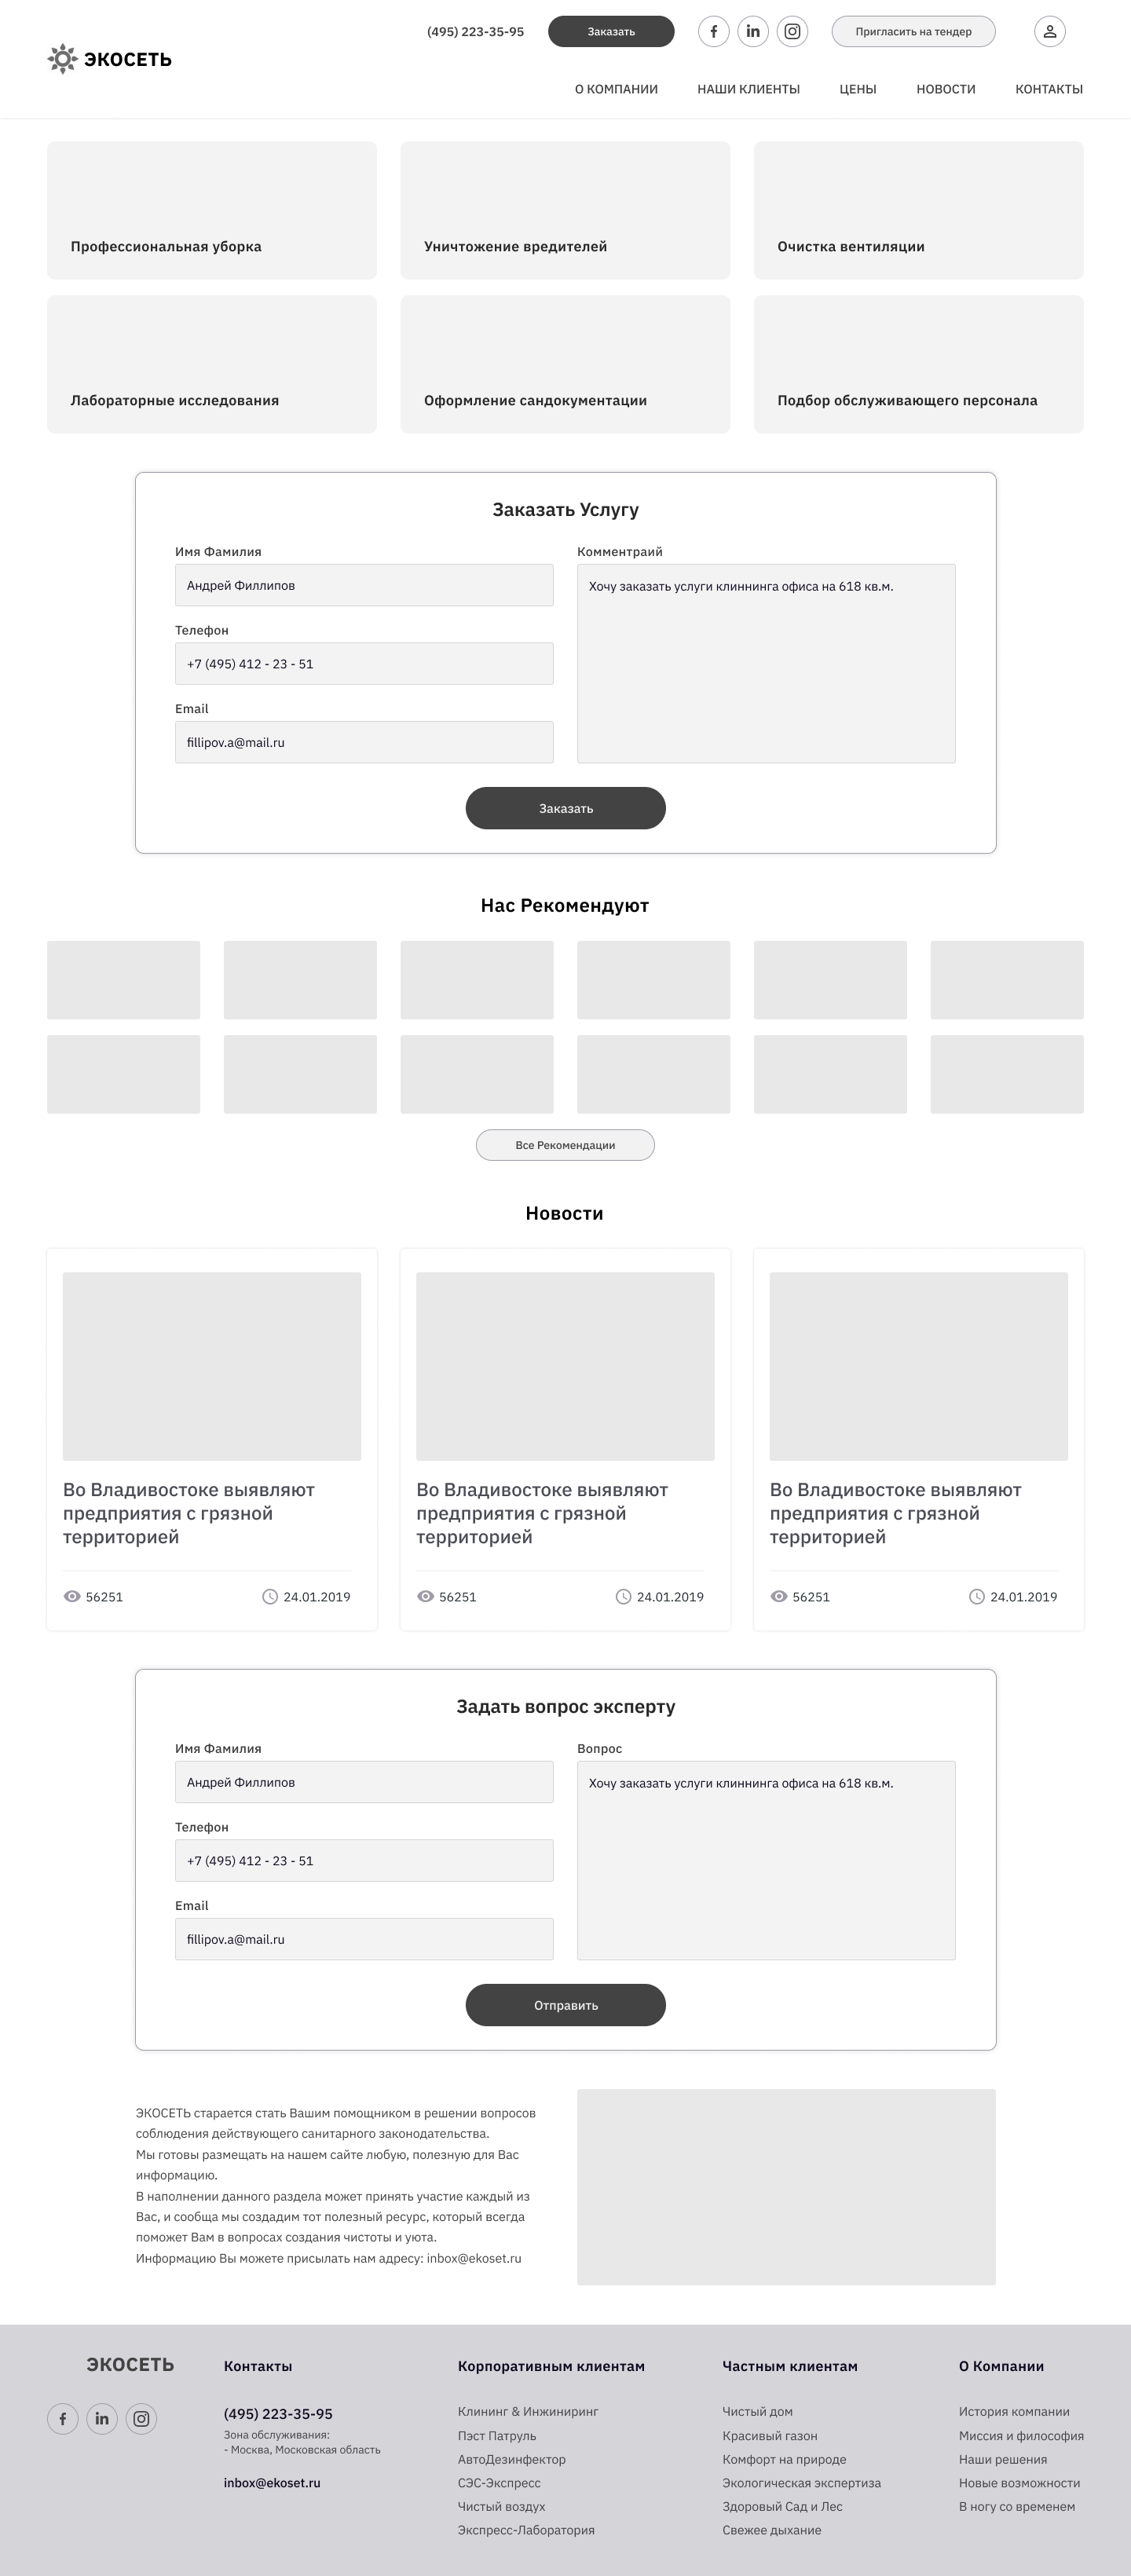 ЭКОСЕТЬ
(495) 223-35-95
Заказать
Пригласить на тендер
О КОМПАНИИ
НАШИ КЛИЕНТЫ
ЦЕНЫ
НОВОСТИ
КОНТАКТЫ
Профессиональная уборка
Уничтожение вредителей
Очистка вентиляции
Лабораторные исследования
Оформление сандокументации
Подбор обслуживающего персонала
Заказать Услугу
Имя Фамилия
Андрей Филлипов
Телефон
+7 (495) 412 - 23 - 51
Email
fillipov.a@mail.ru
Комментраий
Хочу заказать услуги клиннинга офиса на 618 кв.м.
Заказать
Нас Рекомендуют
Все Рекомендации
Новости
Во Владивостоке выявляют
предприятия с грязной
территорией
56251
24.01.2019
Во Владивостоке выявляют
предприятия с грязной
территорией
56251
24.01.2019
Во Владивостоке выявляют
предприятия с грязной
территорией
56251
24.01.2019
Задать вопрос эксперту
Имя Фамилия
Андрей Филлипов
Телефон
+7 (495) 412 - 23 - 51
Email
fillipov.a@mail.ru
Вопрос
Хочу заказать услуги клиннинга офиса на 618 кв.м.
Отправить
ЭКОСЕТЬ старается стать Вашим помощником в решении вопросов
соблюдения действующего санитарного законодательства.
Мы готовы размещать на нашем сайте любую, полезную для Вас
информацию.
В наполнении данного раздела может принять участие каждый из
Вас, и сообща мы создадим тот полезный ресурс, который всегда
поможет Вам в вопросах создания чистоты и уюта.
Информацию Вы можете присылать нам адресу: inbox@ekoset.ru
ЭКОСЕТЬ
Контакты
(495) 223-35-95
Зона обслуживания:
- Москва, Московская область
inbox@ekoset.ru
Корпоративным клиентам
Клининг & Инжиниринг
Пэст Патруль
АвтоДезинфектор
СЭС-Экспресс
Чистый воздух
Экспресс-Лаборатория
Частным клиентам
Чистый дом
Красивый газон
Комфорт на природе
Экологическая экспертиза
Здоровый Сад и Лес
Свежее дыхание
О Компании
История компании
Миссия и философия
Наши решения
Новые возможности
В ногу со временем